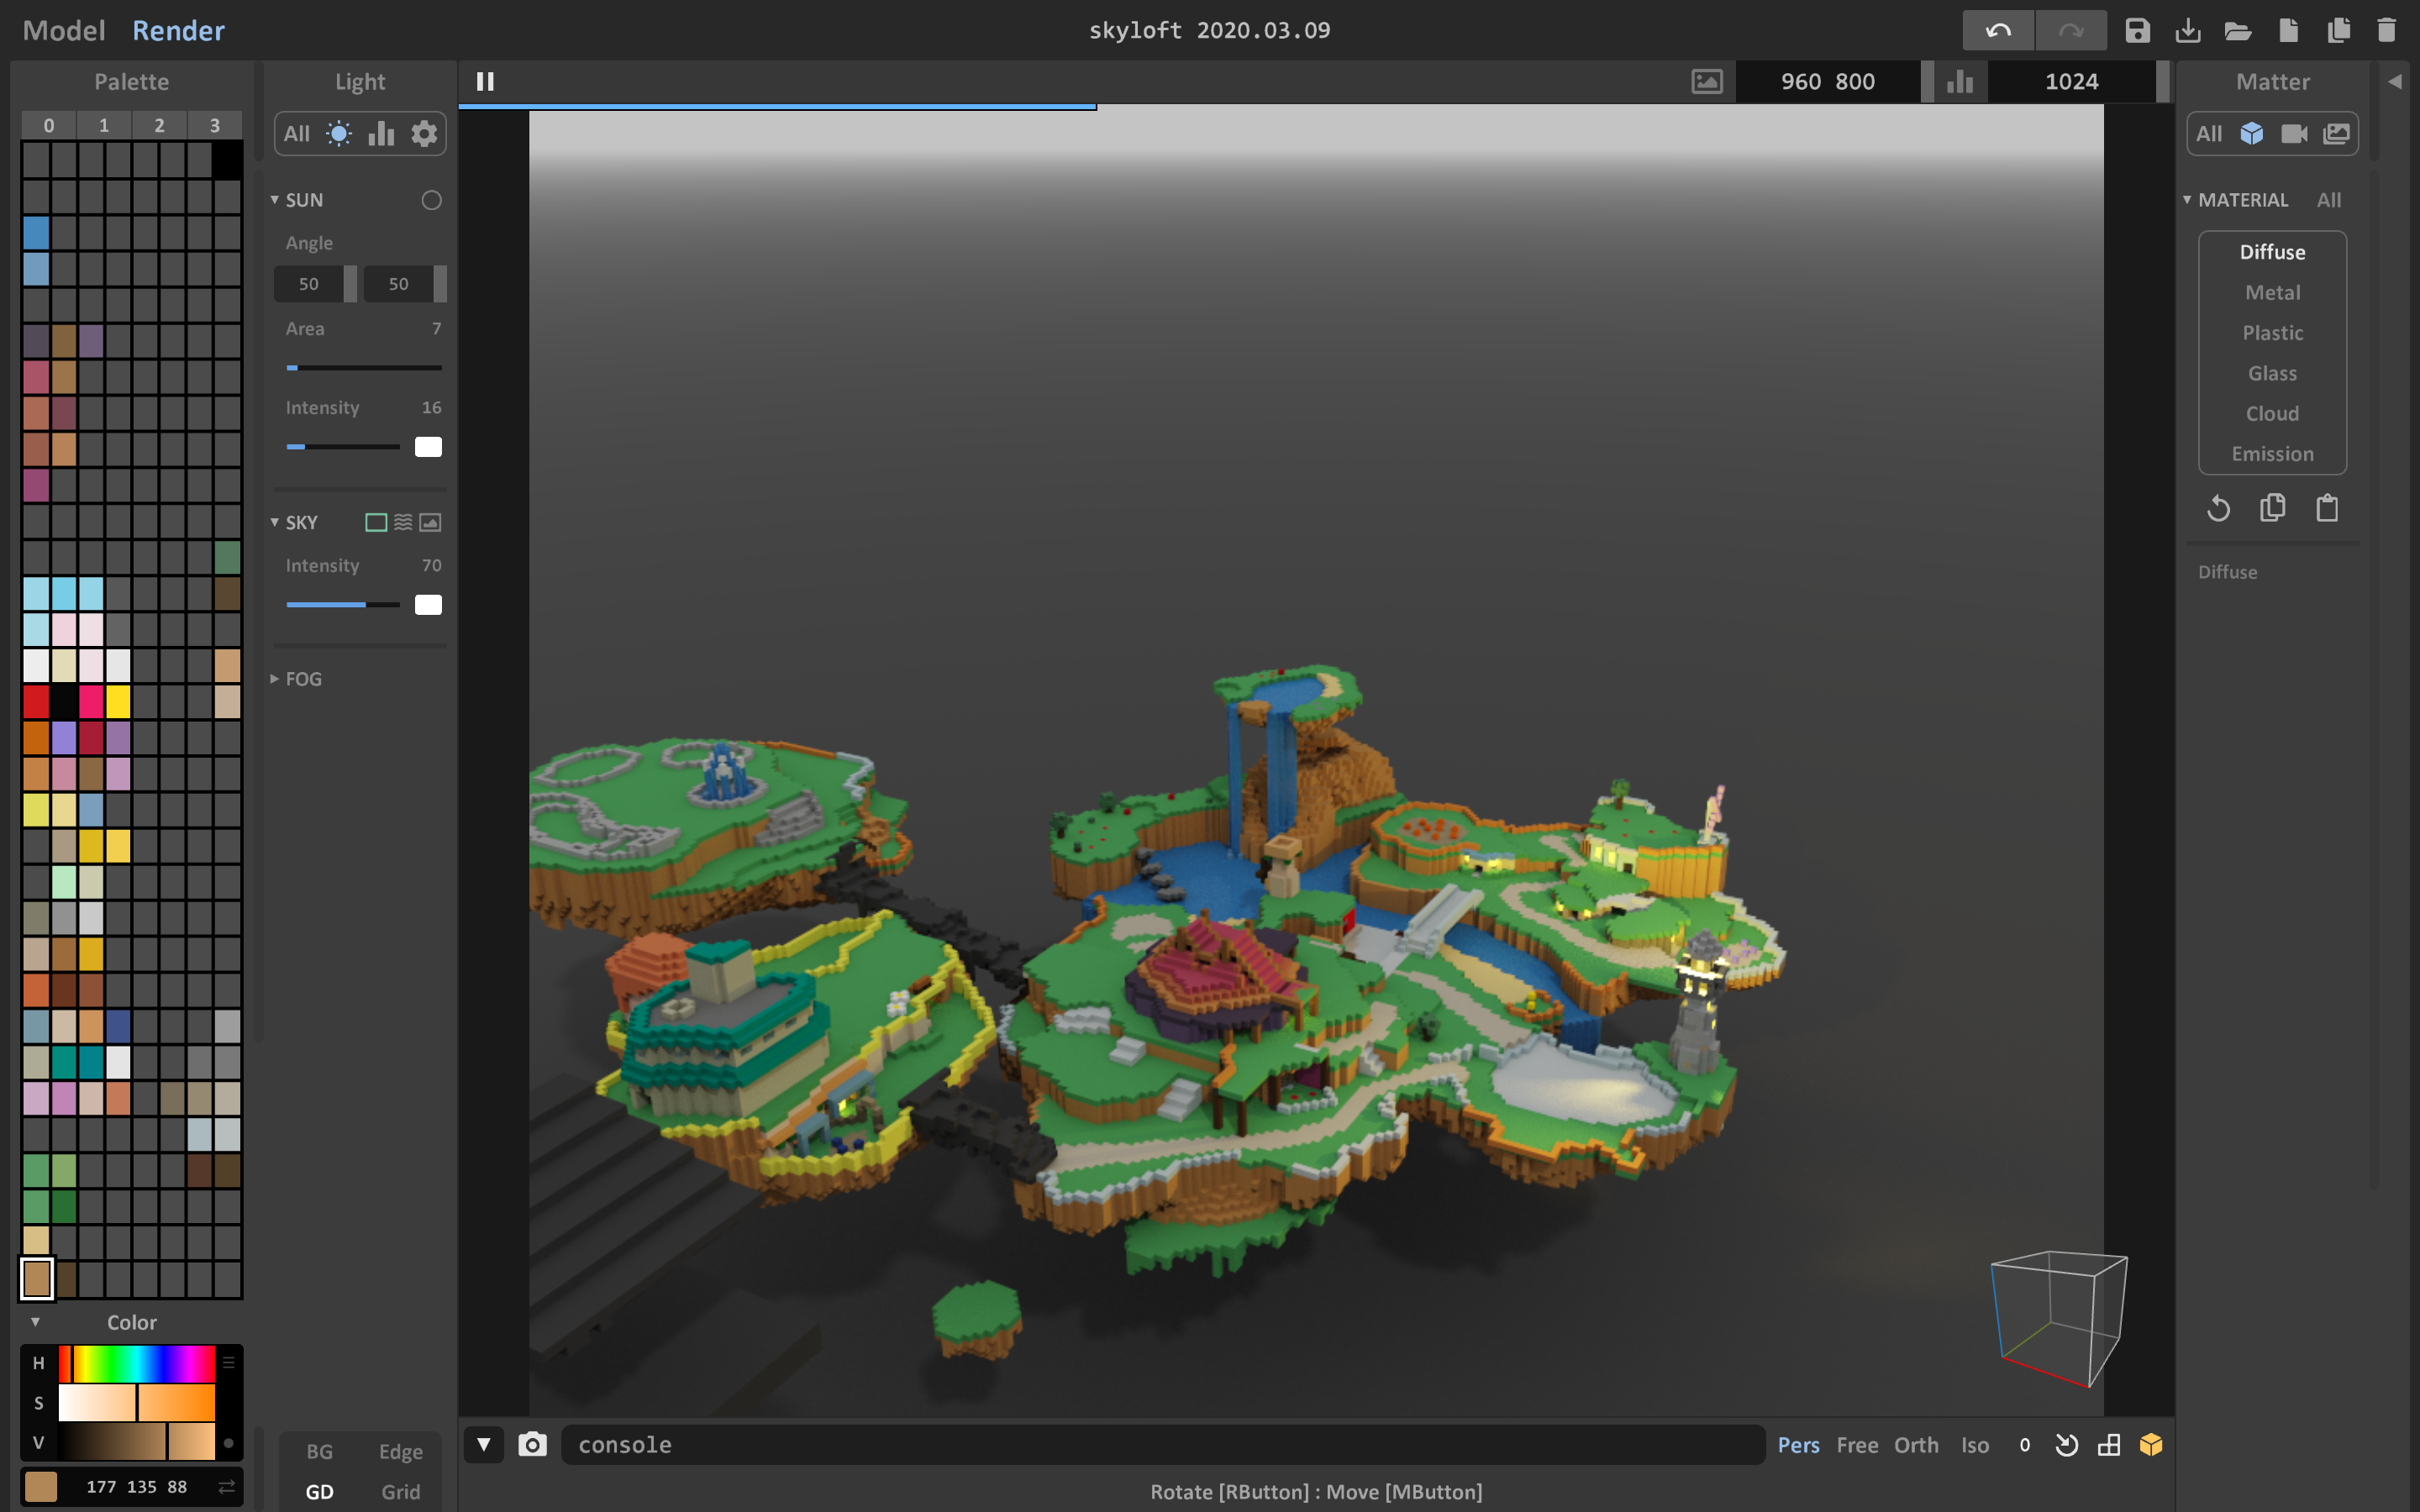 Model Render
skyloft 2020.03.09
Palette
0 1 2 3
Light
All
SUN
Angle
50 50
Area 7
Intensity 16
SKY
Intensity 70
FOG
960 800
1024
Matter
All
MATERIAL All
Diffuse
Metal
Plastic
Glass
Cloud
Emission
Diffuse
Color
H
S
V
177 135 88
BG Edge
GD Grid
console
Pers Free Orth Iso 0
Rotate [RButton] : Move [MButton]